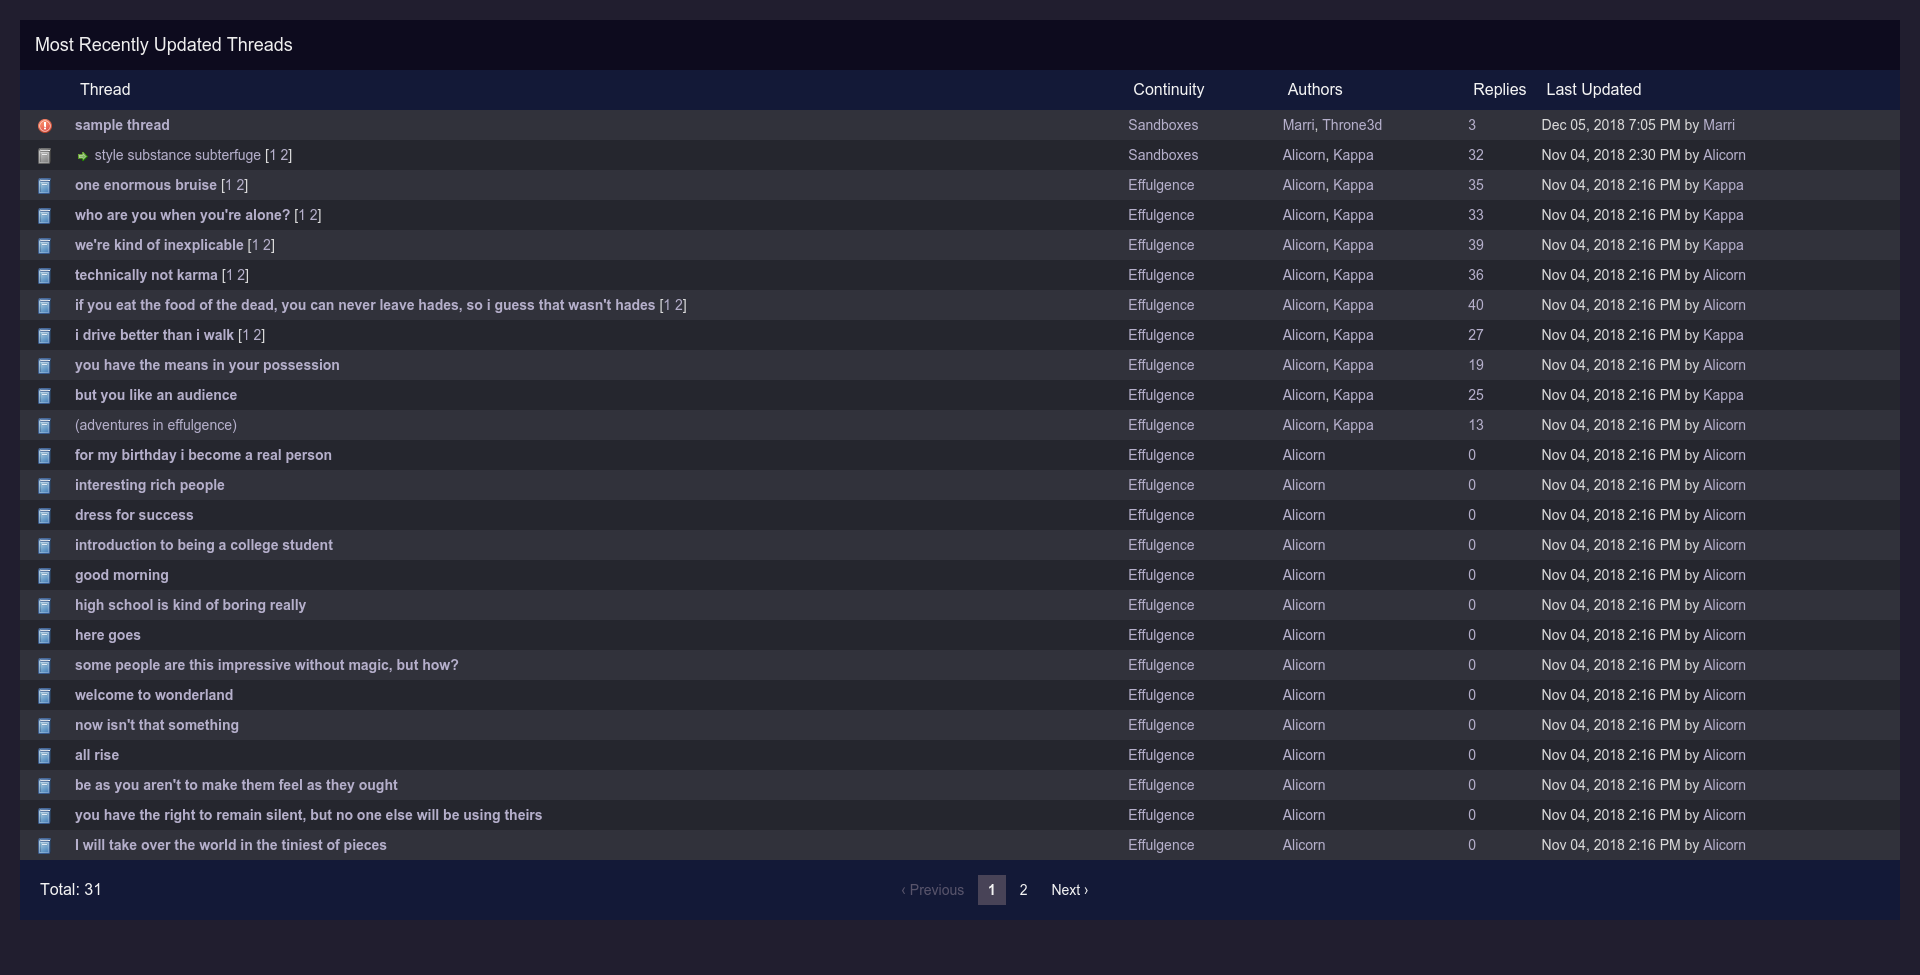 Most Recently Updated Threads
Thread Continuity Authors Replies Last Updated
sample thread Sandboxes Marri, Throne3d 3 Dec 05, 2018 7:05 PM by Marri
style substance subterfuge [1 2] Sandboxes Alicorn, Kappa 32 Nov 04, 2018 2:30 PM by Alicorn
one enormous bruise [1 2] Effulgence Alicorn, Kappa 35 Nov 04, 2018 2:16 PM by Kappa
who are you when you're alone? [1 2] Effulgence Alicorn, Kappa 33 Nov 04, 2018 2:16 PM by Kappa
we're kind of inexplicable [1 2] Effulgence Alicorn, Kappa 39 Nov 04, 2018 2:16 PM by Kappa
technically not karma [1 2] Effulgence Alicorn, Kappa 36 Nov 04, 2018 2:16 PM by Alicorn
if you eat the food of the dead, you can never leave hades, so i guess that wasn't hades [1 2] Effulgence Alicorn, Kappa 40 Nov 04, 2018 2:16 PM by Alicorn
i drive better than i walk [1 2] Effulgence Alicorn, Kappa 27 Nov 04, 2018 2:16 PM by Kappa
you have the means in your possession Effulgence Alicorn, Kappa 19 Nov 04, 2018 2:16 PM by Alicorn
but you like an audience Effulgence Alicorn, Kappa 25 Nov 04, 2018 2:16 PM by Kappa
(adventures in effulgence) Effulgence Alicorn, Kappa 13 Nov 04, 2018 2:16 PM by Alicorn
for my birthday i become a real person Effulgence Alicorn 0 Nov 04, 2018 2:16 PM by Alicorn
interesting rich people Effulgence Alicorn 0 Nov 04, 2018 2:16 PM by Alicorn
dress for success Effulgence Alicorn 0 Nov 04, 2018 2:16 PM by Alicorn
introduction to being a college student Effulgence Alicorn 0 Nov 04, 2018 2:16 PM by Alicorn
good morning Effulgence Alicorn 0 Nov 04, 2018 2:16 PM by Alicorn
high school is kind of boring really Effulgence Alicorn 0 Nov 04, 2018 2:16 PM by Alicorn
here goes Effulgence Alicorn 0 Nov 04, 2018 2:16 PM by Alicorn
some people are this impressive without magic, but how? Effulgence Alicorn 0 Nov 04, 2018 2:16 PM by Alicorn
welcome to wonderland Effulgence Alicorn 0 Nov 04, 2018 2:16 PM by Alicorn
now isn't that something Effulgence Alicorn 0 Nov 04, 2018 2:16 PM by Alicorn
all rise Effulgence Alicorn 0 Nov 04, 2018 2:16 PM by Alicorn
be as you aren't to make them feel as they ought Effulgence Alicorn 0 Nov 04, 2018 2:16 PM by Alicorn
you have the right to remain silent, but no one else will be using theirs Effulgence Alicorn 0 Nov 04, 2018 2:16 PM by Alicorn
I will take over the world in the tiniest of pieces Effulgence Alicorn 0 Nov 04, 2018 2:16 PM by Alicorn
Total: 31 ‹ Previous 1 2 Next ›